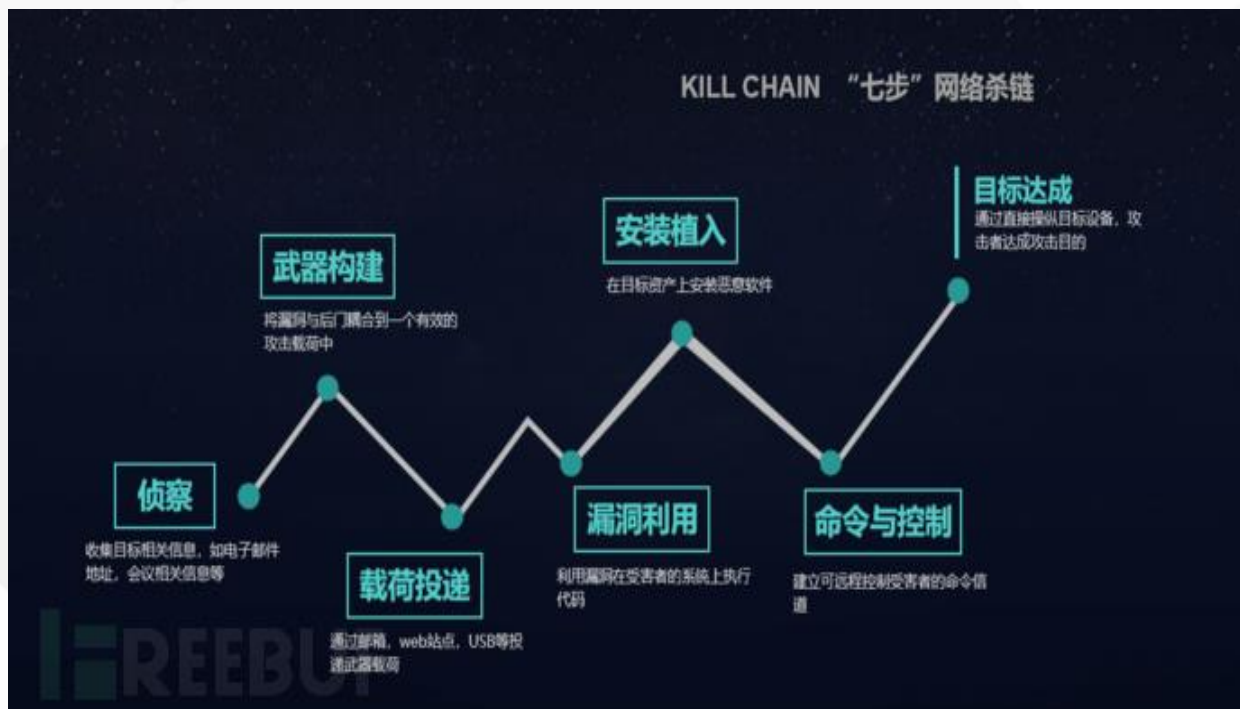 KILL CHAIN “七步”网络杀链
侦察
收集目标相关信息，如电子邮件
地址，会议相关信息等
武器构建
将漏洞与后门耦合到一个有效的
攻击载荷中
载荷投递
通过邮箱，web站点，USB等投
递武器载荷
漏洞利用
利用漏洞在受害者的系统上执行
代码
安装植入
在目标资产上安装恶意软件
命令与控制
建立可远程控制受害者的命令信
道
目标达成
通过直接操纵目标设备，攻
击者达成攻击目的
FREEBUF